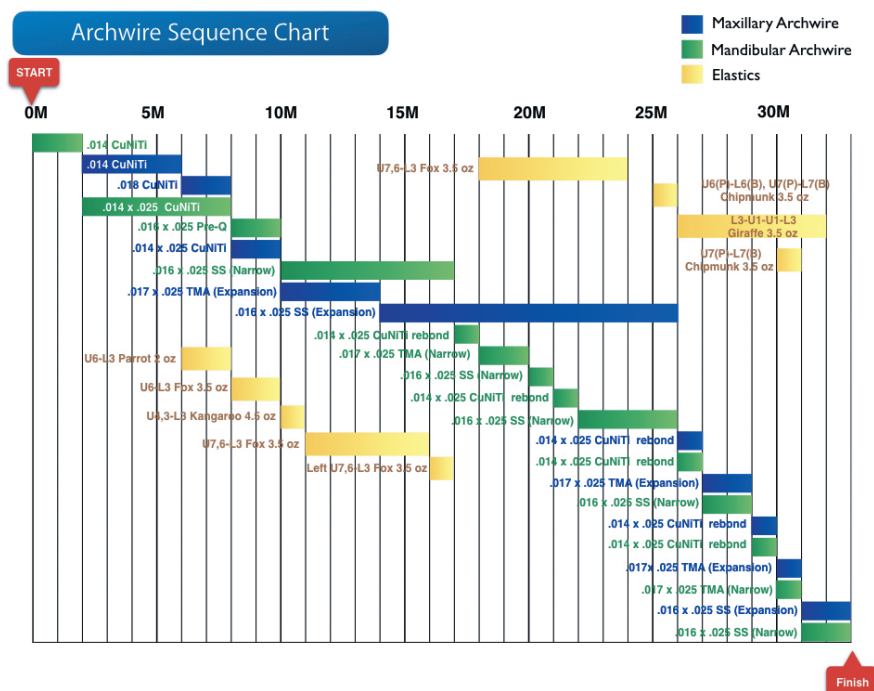 Archwire Sequence Chart
Maxillary Archwire
Mandibular Archwire
Elastics
START
0M 5M 10M 15M 20M 25M 30M
.014 CuNiTi
.014 CuNiTi
U7,6-L3 Fox 3.5 oz
.018 CuNiTi
U6(P)-L6(B), U7(P)-L7(B)
Chipmunk 3.5 oz
.014 x .025 CuNiTi
.016 x .025 Pre-Q
L3-U1-U1-L3
Giraffe 3.5 oz
.014 x .025 CuNiTi
U7(P)-L7(B)
Chipmunk 3.5 oz
.016 x .025 SS (Narrow)
.017 x .025 TMA (Expansion)
.016 x .025 SS (Expansion)
.014 x .025 CuNiTi rebond
.017 x .025 TMA (Narrow)
U6-L3 Parrot 2 oz
.016 x .025 SS (Narrow)
U6-L3 Fox 3.5 oz
.014 x .025 CuNiTi rebond
U4,3-L3 Kangaroo 4.5 oz
.016 x .025 SS (Narrow)
U7,6-L3 Fox 3.5 oz
.014 x .025 CuNiTi rebond
.014 x .025 CuNiTi rebond
Left U7,6-L3 Fox 3.5 oz
.017 x .025 TMA (Expansion)
.016 x .025 SS (Narrow)
.014 x .025 CuNiTi rebond
.014 x .025 CuNiTi rebond
.017x .025 TMA (Expansion)
.017 x .025 TMA (Narrow)
.016 x .025 SS (Expansion)
.016 x .025 SS (Narrow)
Finish